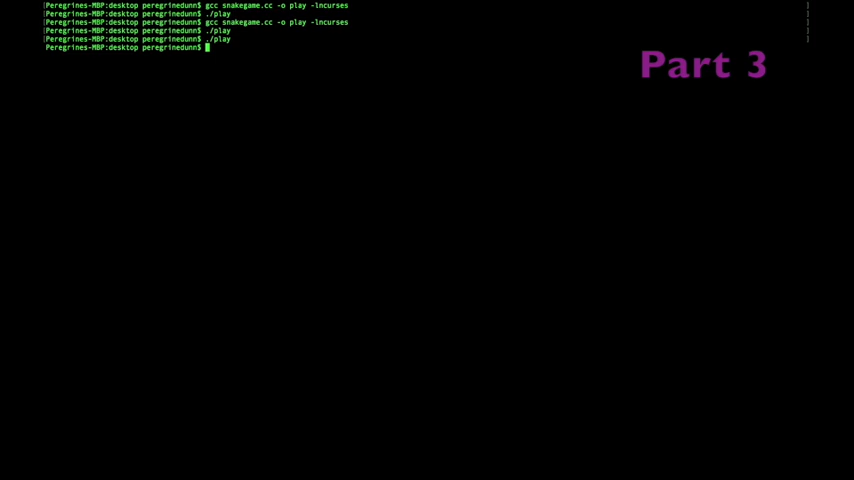 [Peregrines-MBP:desktop peregrinedunn$ gcc snakegame.cc -o play -lncurses ]
[Peregrines-MBP:desktop peregrinedunn$ ./play ]
[Peregrines-MBP:desktop peregrinedunn$ gcc snakegame.cc -o play -lncurses ]
[Peregrines-MBP:desktop peregrinedunn$ ./play ]
[Peregrines-MBP:desktop peregrinedunn$ ./play ]
Peregrines-MBP:desktop peregrinedunn$
Part 3